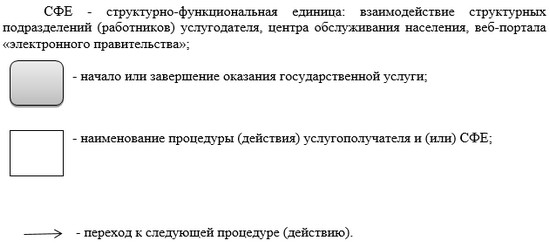 СФЕ - структурно-функциональная единица: взаимодействие структурных
подразделений (работников) услугодателя, центра обслуживания населения, веб-портала
«электронного правительства»;
- начало или завершение оказания государственной услуги;
- наименование процедуры (действия) услугополучателя и (или) СФЕ;
- переход к следующей процедуре (действию).